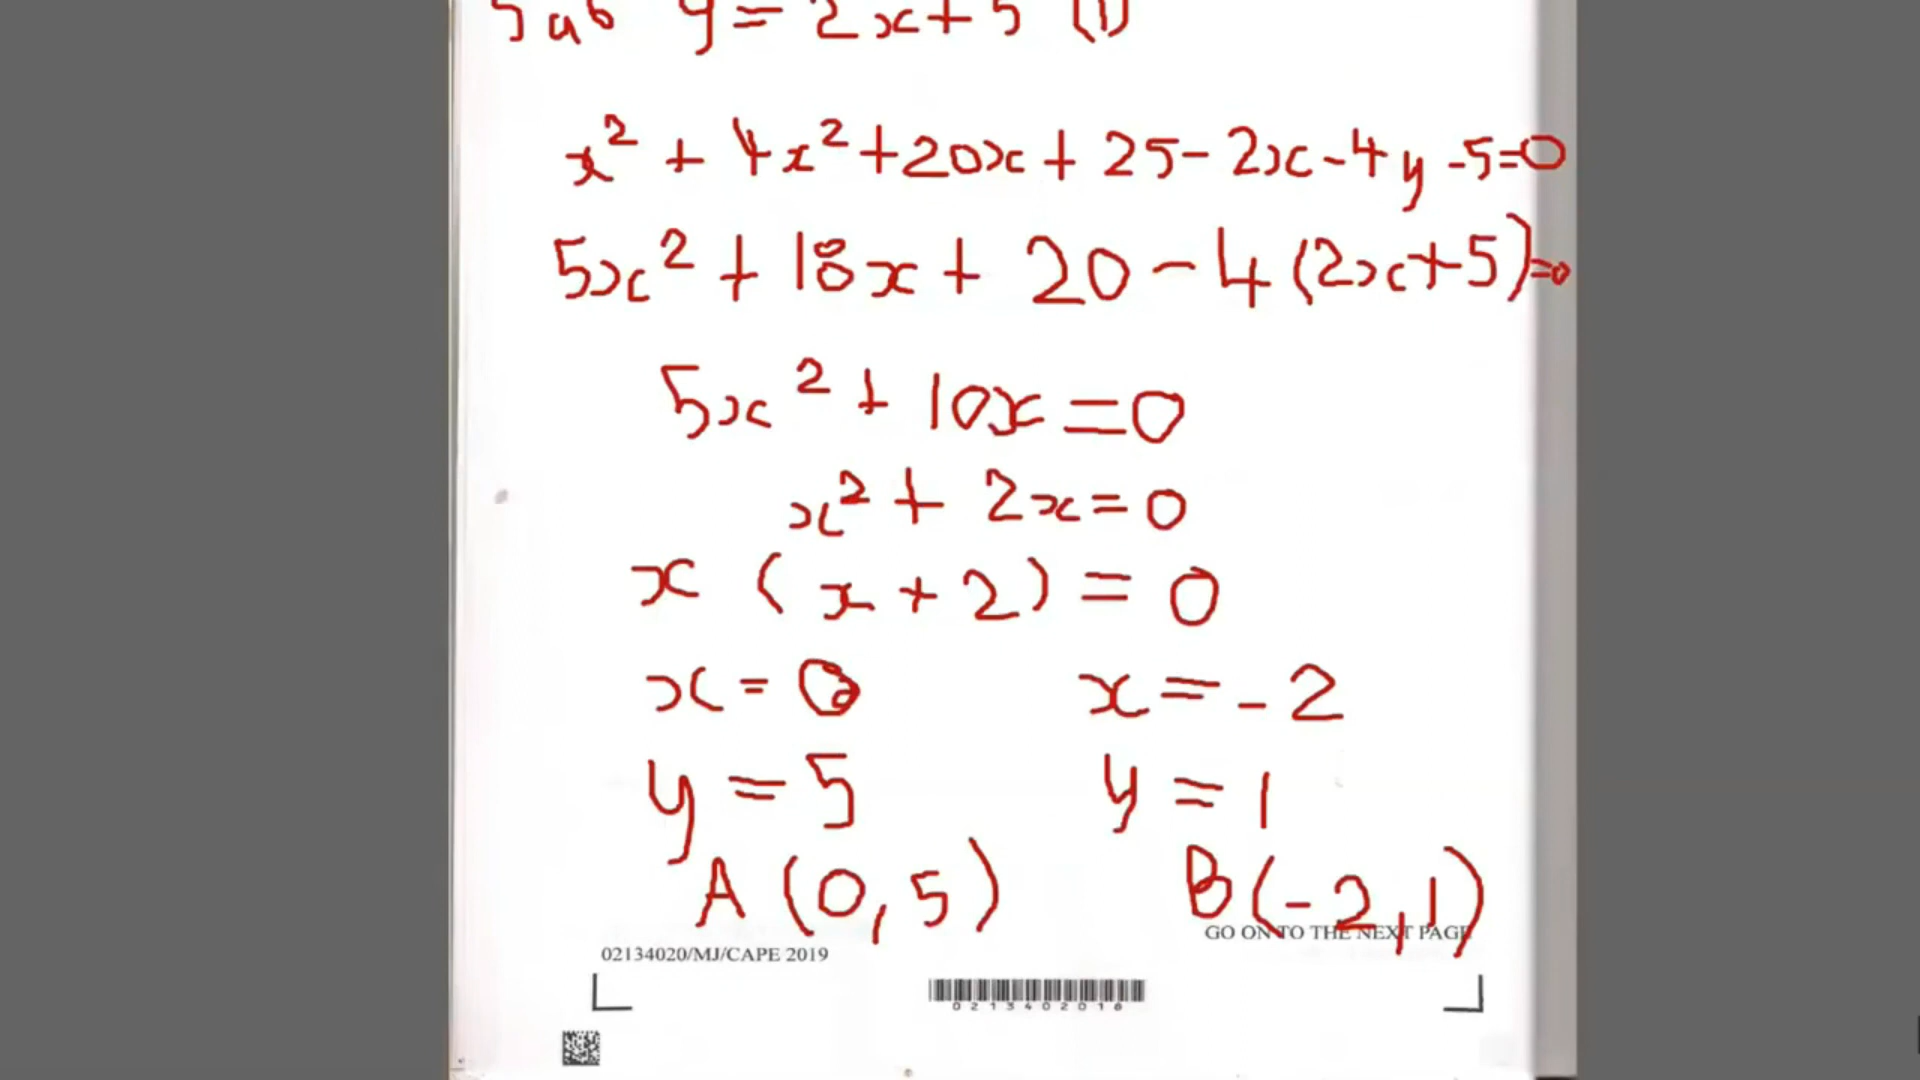 Sub y = 2x + 5 (1)
x² + 4x² + 20x + 25 - 2x - 4y - 5 = 0
5x² + 18x + 20 - 4(2x + 5) = 0
5x² + 10x = 0
x² + 2x = 0
x (x + 2) = 0
x = 0 x = - 2
y = 5 y = 1
A (0, 5) B (-2, 1)
GO ON TO THE NEXT PAGE
02134020/MJ/CAPE 2019
0213402016